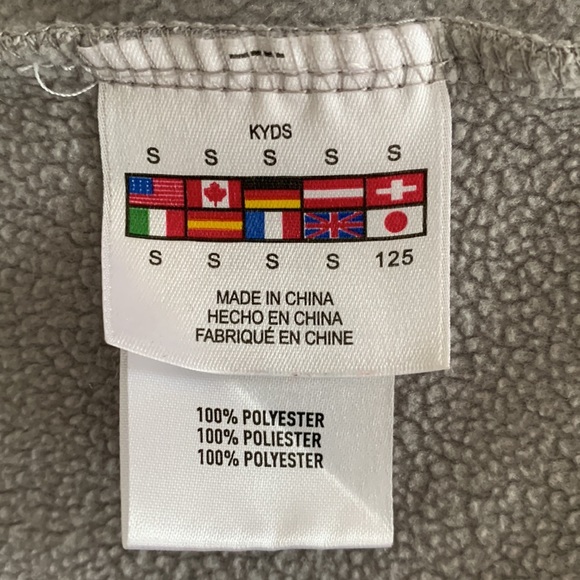 KYDS
S S S S S
S S S S 125
MADE IN CHINA
HECHO EN CHINA
FABRIQUÉ EN CHINE
100% POLYESTER
100% POLIESTER
100% POLYESTER